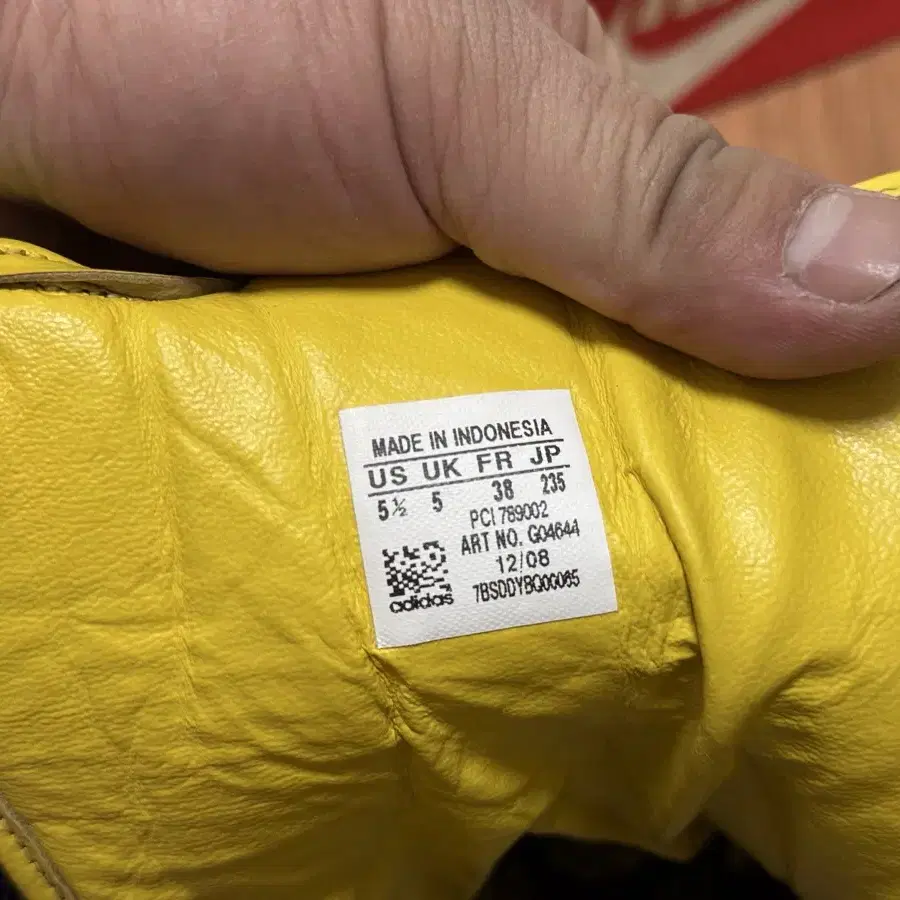 MADE IN INDONESIA
US UK FR JP
5½ 5 38 235
PCI 789002
ART NO. G04644
12/08
7BSDDYBQ00065
adidas